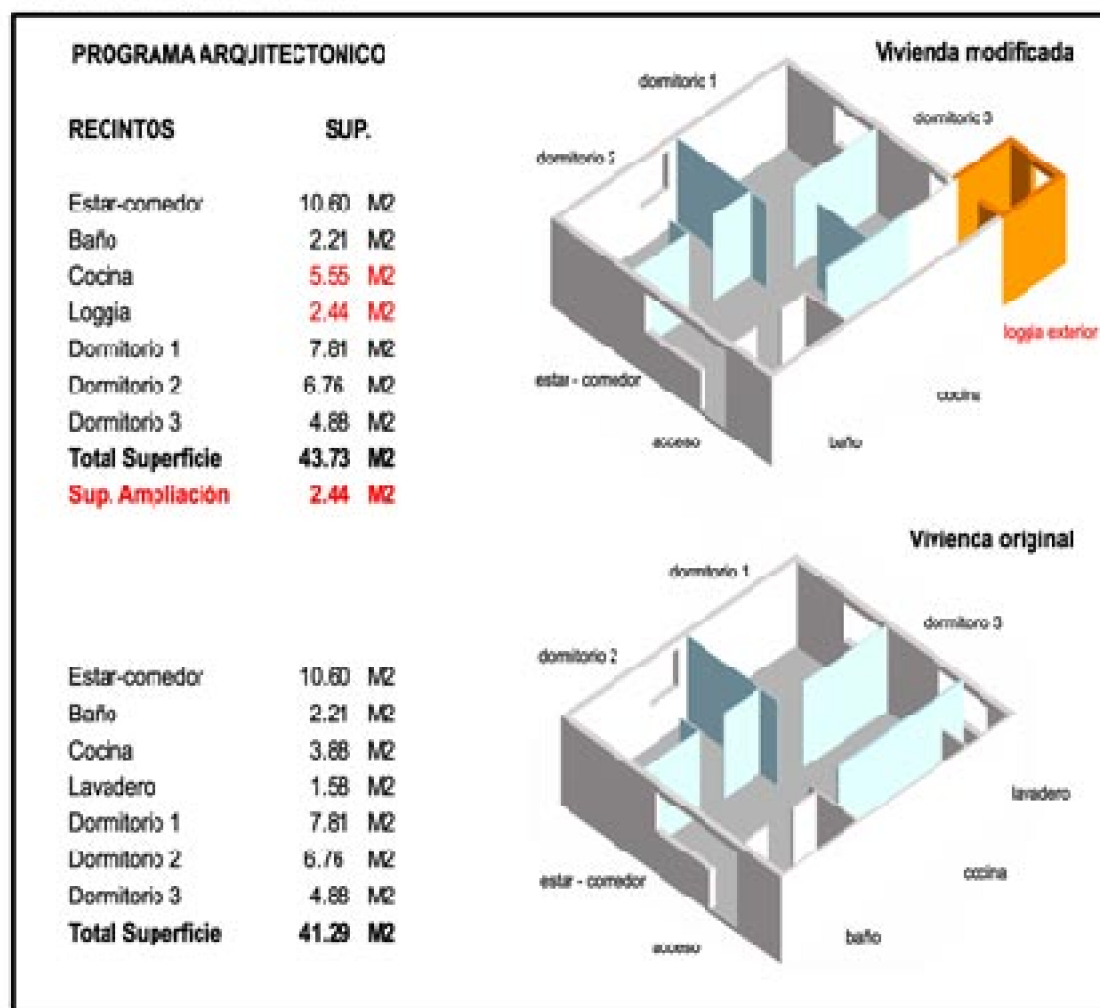 PROGRAMA ARQUITECTONICO
RECINTOS SUP.
Estar-comedor 10.60 M2
Baño 2.21 M2
Cocina 5.55 M2
Loggia 2.44 M2
Dormitorio 1 7.81 M2
Dormitorio 2 6.76 M2
Dormitorio 3 4.88 M2
Total Superficie 43.73 M2
Sup. Ampliación 2.44 M2
Vivienda modificada
dormitorio 1
dormitorio 3
dormitorio 2
loggia exterior
estar - comedor
cocina
acceso
baño
Estar-comedor 10.60 M2
Baño 2.21 M2
Cocina 3.88 M2
Lavadero 1.58 M2
Dormitorio 1 7.81 M2
Dormitorio 2 6.76 M2
Dormitorio 3 4.88 M2
Total Superficie 41.29 M2
Vivienda original
dormitorio 1
dormitorio 3
dormitorio 2
lavadero
cocina
estar - comedor
baño
acceso